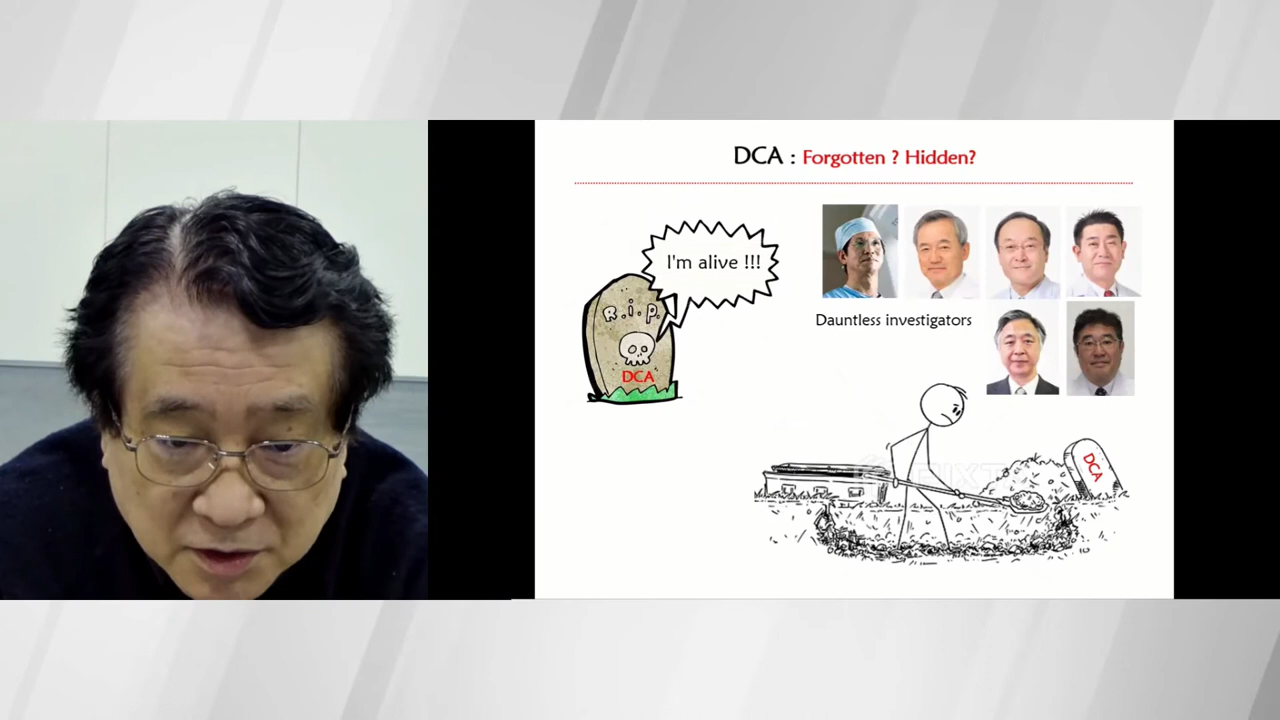 DCA : Forgotten ? Hidden?
I'm alive !!!
R.i.P.
DCA
Dauntless investigators
DCA